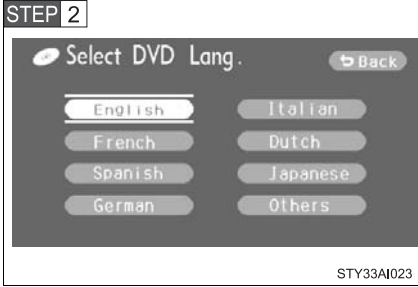 STEP 2
Select DVD Lang.
Back
English
Italian
French
Dutch
Spanish
Japanese
German
Others
STY33AI023